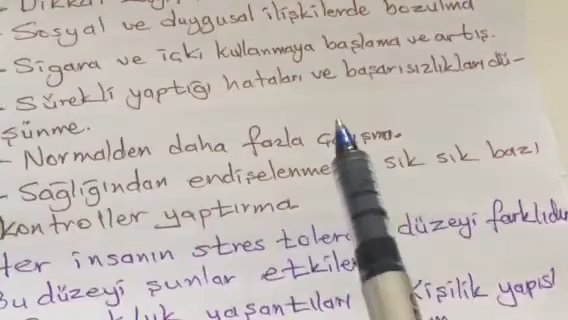 - Sosyal ve duygusal ilişkilerde bozulma
- Sigara ve içki kullanmaya başlama ve artış.
- Sürekli yaptığı hataları ve başarısızlıkları dü-
şünme.
- Normalden daha fazla
- Sağlığından endişelenme sık sık bazı
kontroller yaptırma
Her insanın stres düzeyi
Bu düzeyi şunlar
yaşantıları kişilik yapısı